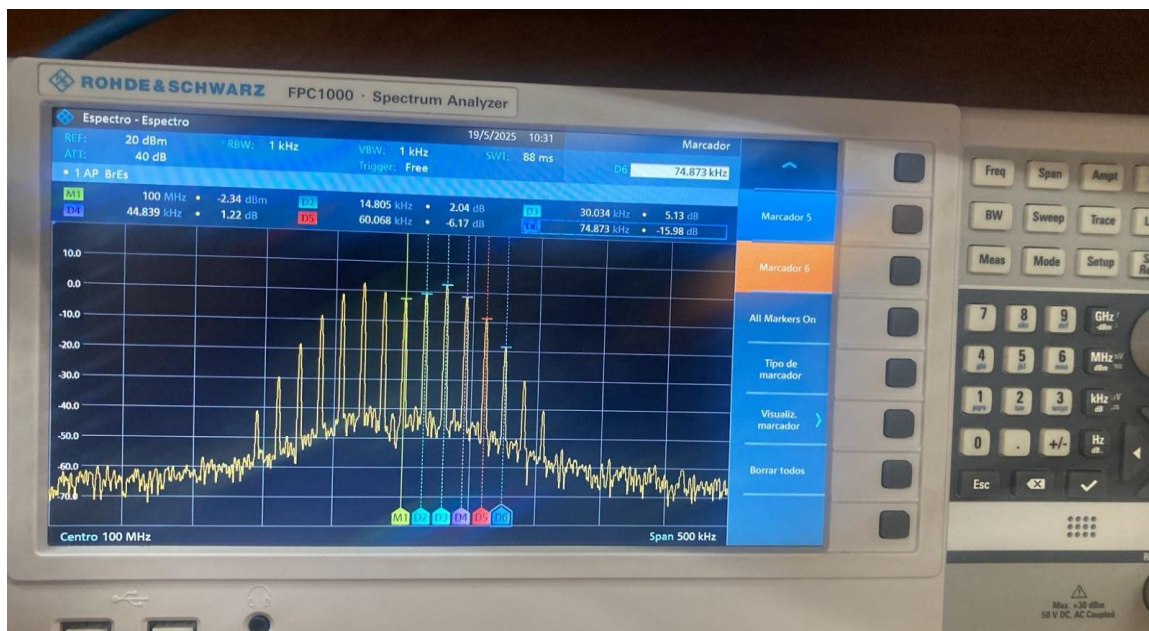 ROHDE & SCHWARZ FPC1000 · Spectrum Analyzer
Espectro - Espectro 19/5/2025 10:31 Marcador
REF: 20 dBm RBW: 1 kHz VBW: 1 kHz SWT: 88 ms
ATT: 40 dB Trigger: Free D6 74.873 kHz
1 AP BrEs
M1 100 MHz • -2.34 dBm D2 14.805 kHz • 2.04 dB D3 30.034 kHz • 5.13 dB
D4 44.839 kHz • 1.22 dB D5 60.068 kHz • -6.17 dB D6 74.873 kHz • -15.98 dB
10.0
0.0
-10.0
-20.0
-30.0
-40.0
-50.0
-60.0
-70.0
M1 D2 D3 D4 D5 D6
Centro 100 MHz Span 500 kHz
Marcador 5
Marcador 6
All Markers On
Tipo de
marcador
Visualiz.
marcador
Borrar todos
Freq Span Ampt
BW Sweep Trace
Meas Mode Setup
7 8 9 GHz
-dBm
4 5 6 MHz
dBm
1 2 3 kHz
dB
0 . +/- Hz
dB..
Esc
Max. +30 dBm
50 V DC, AC Coupled